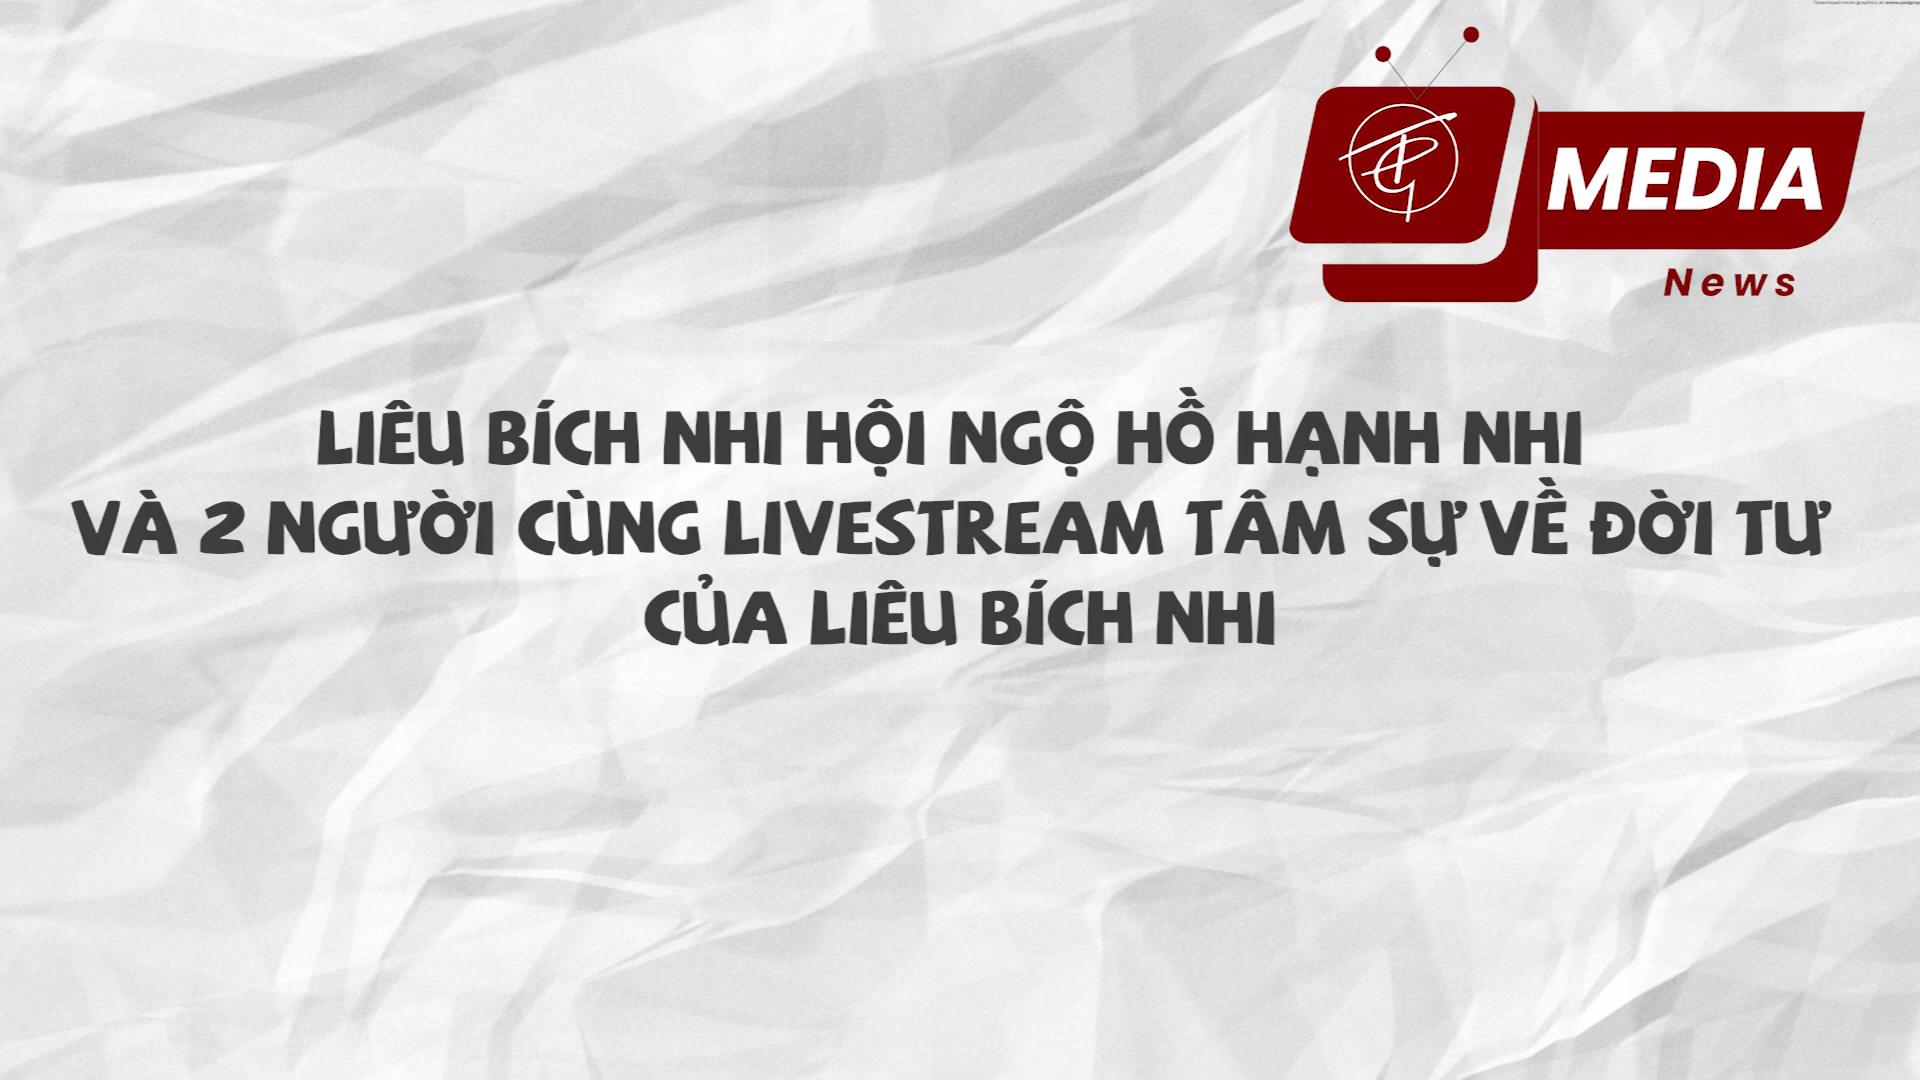 MEDIA
News
LIÊU BÍCH NHI HỘI NGỘ HỒ HẠNH NHI
VÀ 2 NGƯỜI CÙNG LIVESTREAM TÂM SỰ VỀ ĐỜI TƯ
CỦA LIÊU BÍCH NHI